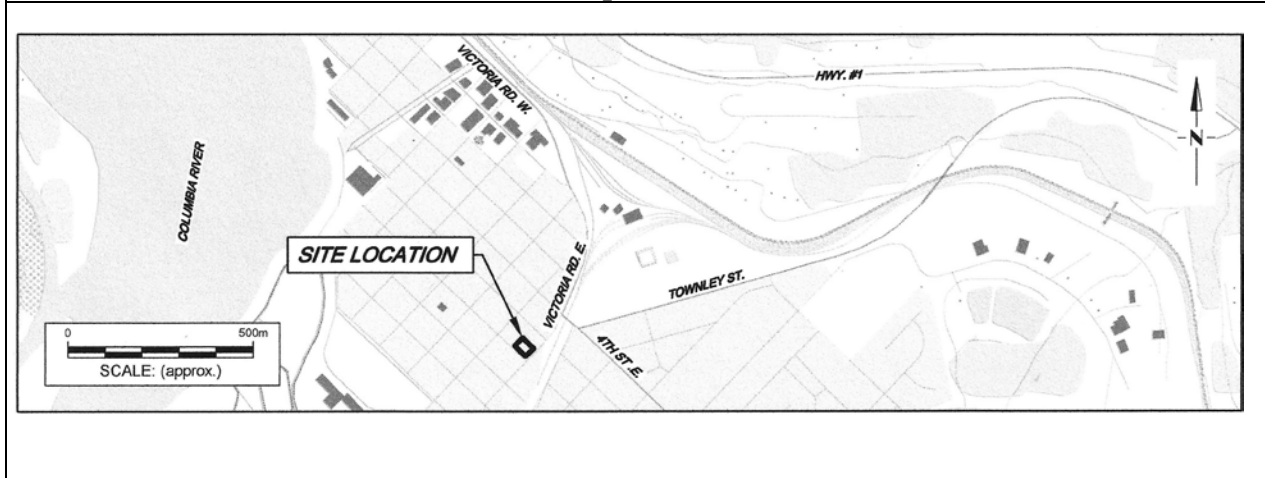 VICTORIA RD. W.
HWY. #1
N
COLUMBIA RIVER
SITE LOCATION
VICTORIA RD. E.
TOWNLEY ST.
4TH ST .E.
0 500m
SCALE: (approx.)